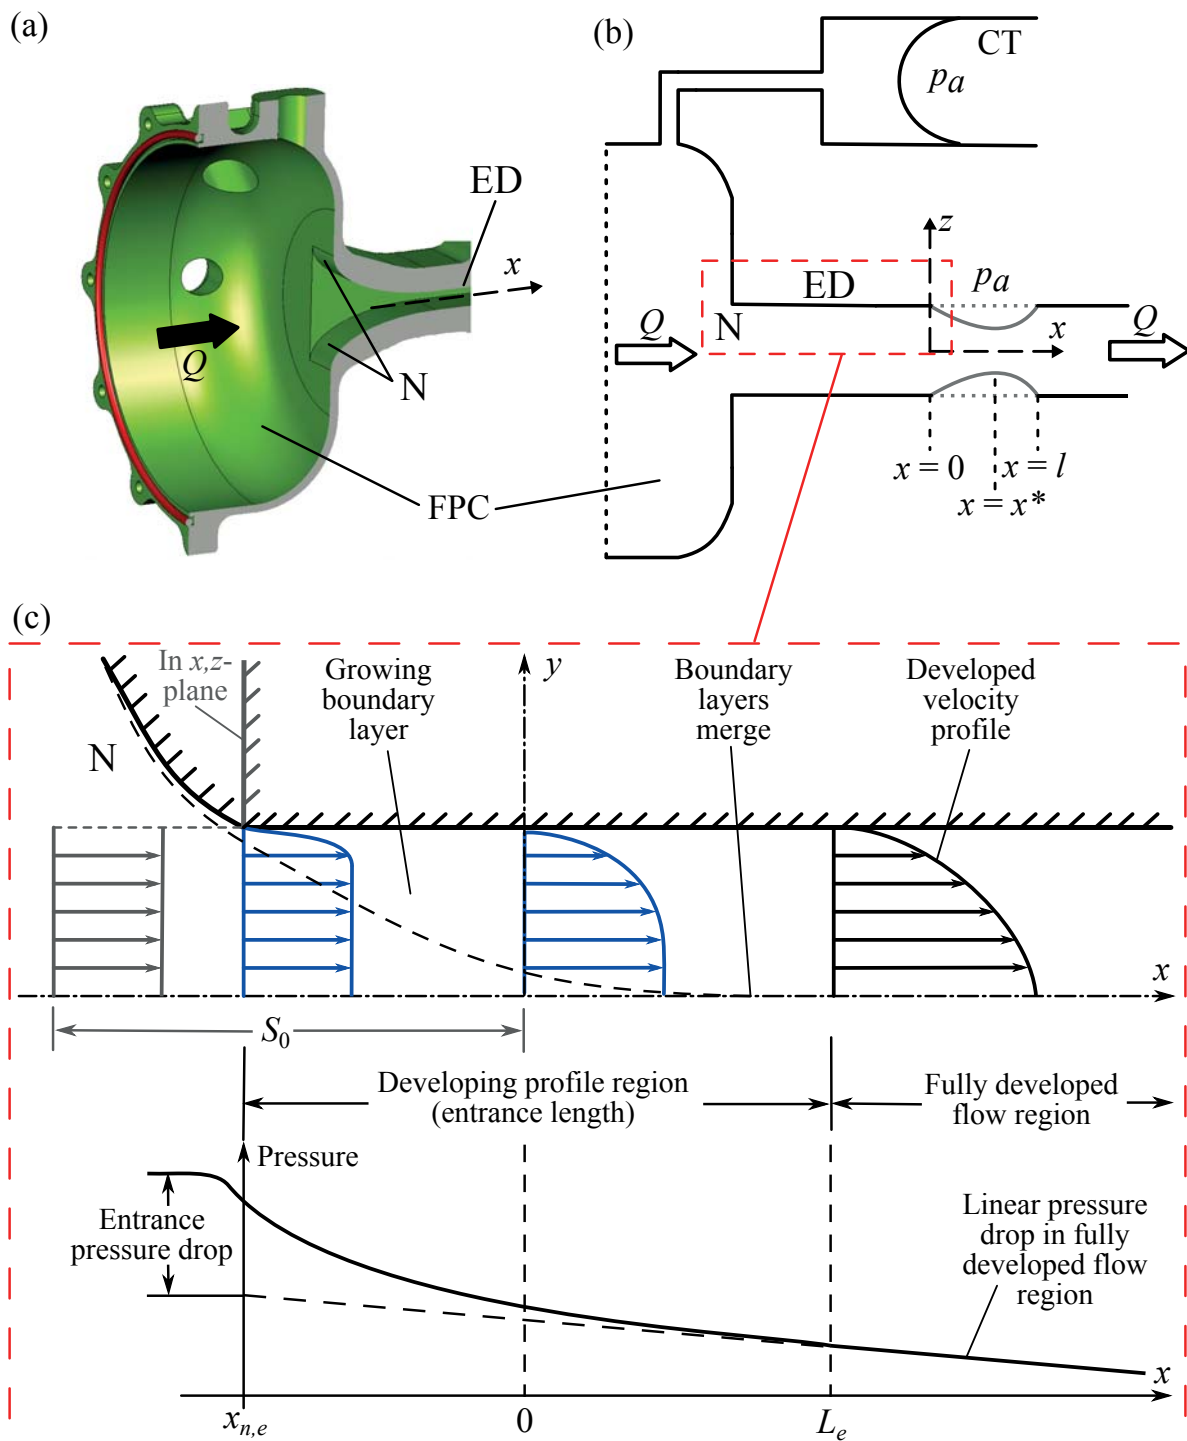 (a)
ED
x
Q
N
FPC
(b)
CT
pa
z
ED
pa
Q
N
x
Q
x = 0
x = l
x = x*
(c)
In x,z-
plane
Growing
boundary
layer
y
Boundary
layers
merge
Developed
velocity
profile
N
x
S0
Developing profile region
(entrance length)
Fully developed
flow region
Pressure
Entrance
pressure drop
Linear pressure
drop in fully
developed flow
region
x
xn,e
0
Le